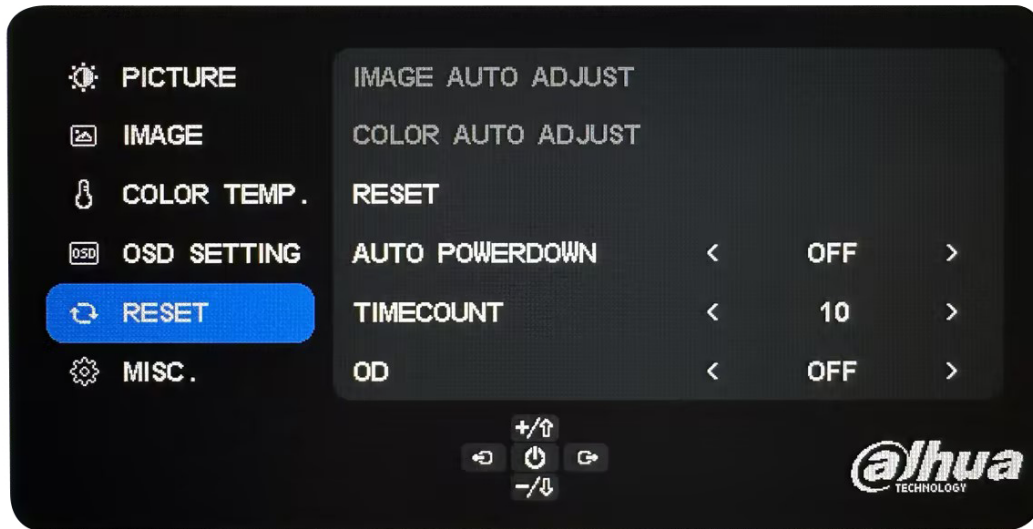 PICTURE
IMAGE
COLOR TEMP.
OSD SETTING
RESET
MISC.
IMAGE AUTO ADJUST
COLOR AUTO ADJUST
RESET
AUTO POWERDOWN < OFF >
TIMECOUNT < 10 >
OD < OFF >
+/⇧
-/⇩
alhua
TECHNOLOGY
OSD